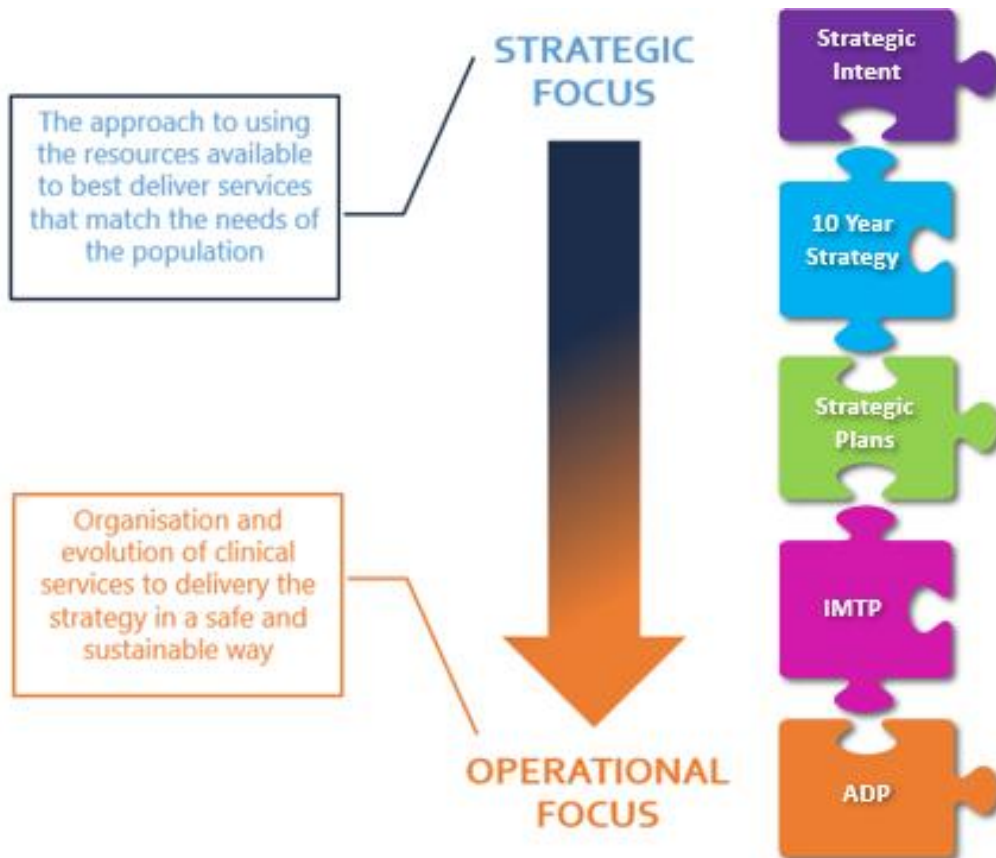 STRATEGIC
FOCUS
The approach to using
the resources available
to best deliver services
that match the needs of
the population
Organisation and
evolution of clinical
services to delivery the
strategy in a safe and
sustainable way
OPERATIONAL
FOCUS
Strategic
Intent
10 Year
Strategy
Strategic
Plans
IMTP
ADP